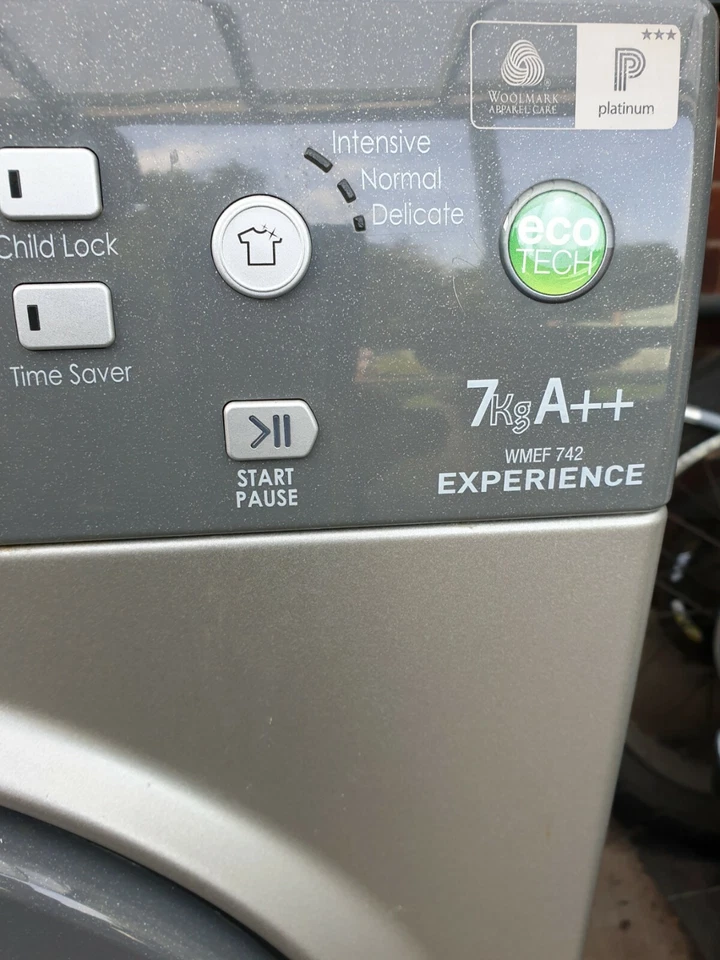 WOOLMARK
APPAREL CARE
platinum
Intensive
Normal
Delicate
Child Lock
eco
TECH
Time Saver
START
PAUSE
7Kg A++
WMEF 742
EXPERIENCE